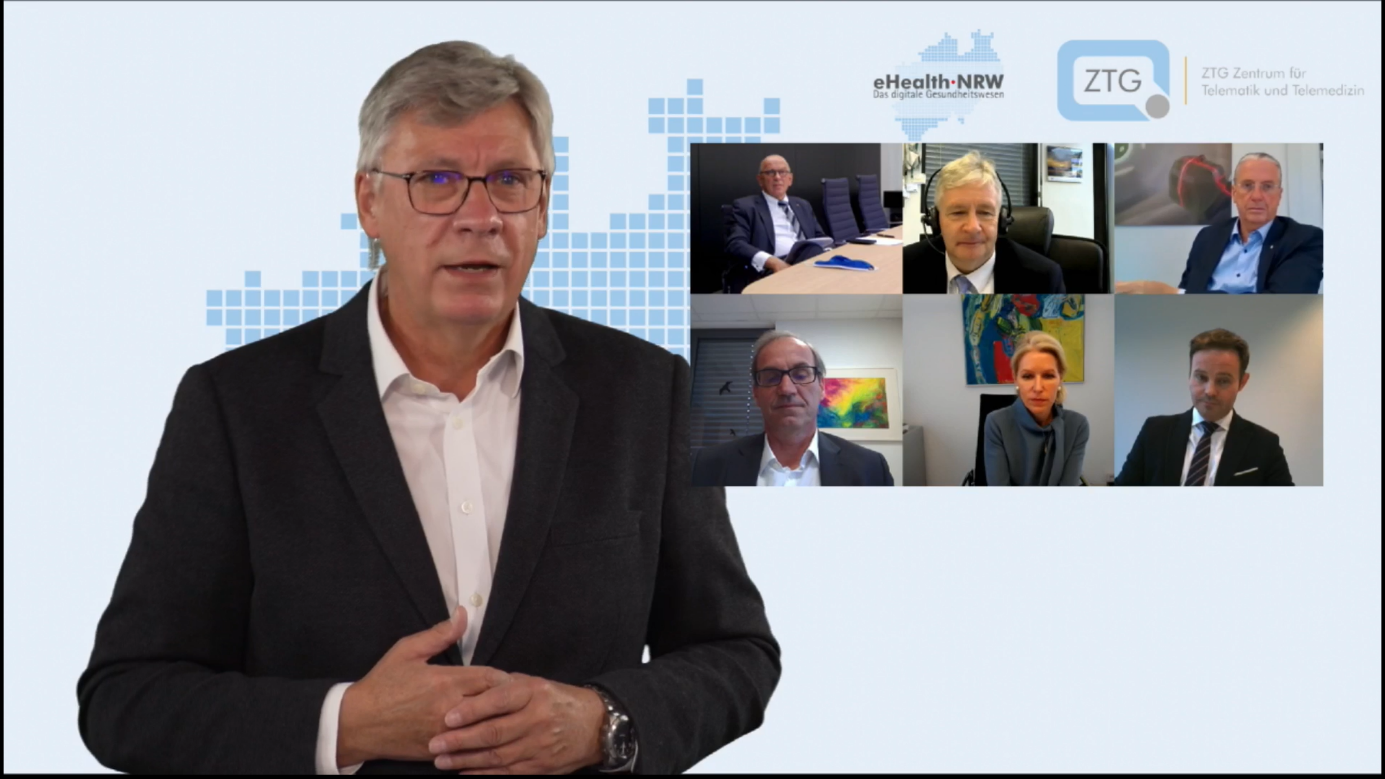 eHealth·NRW
Das digitale Gesundheitswesen
ZTG
ZTG Zentrum für
Telematik und Telemedizin